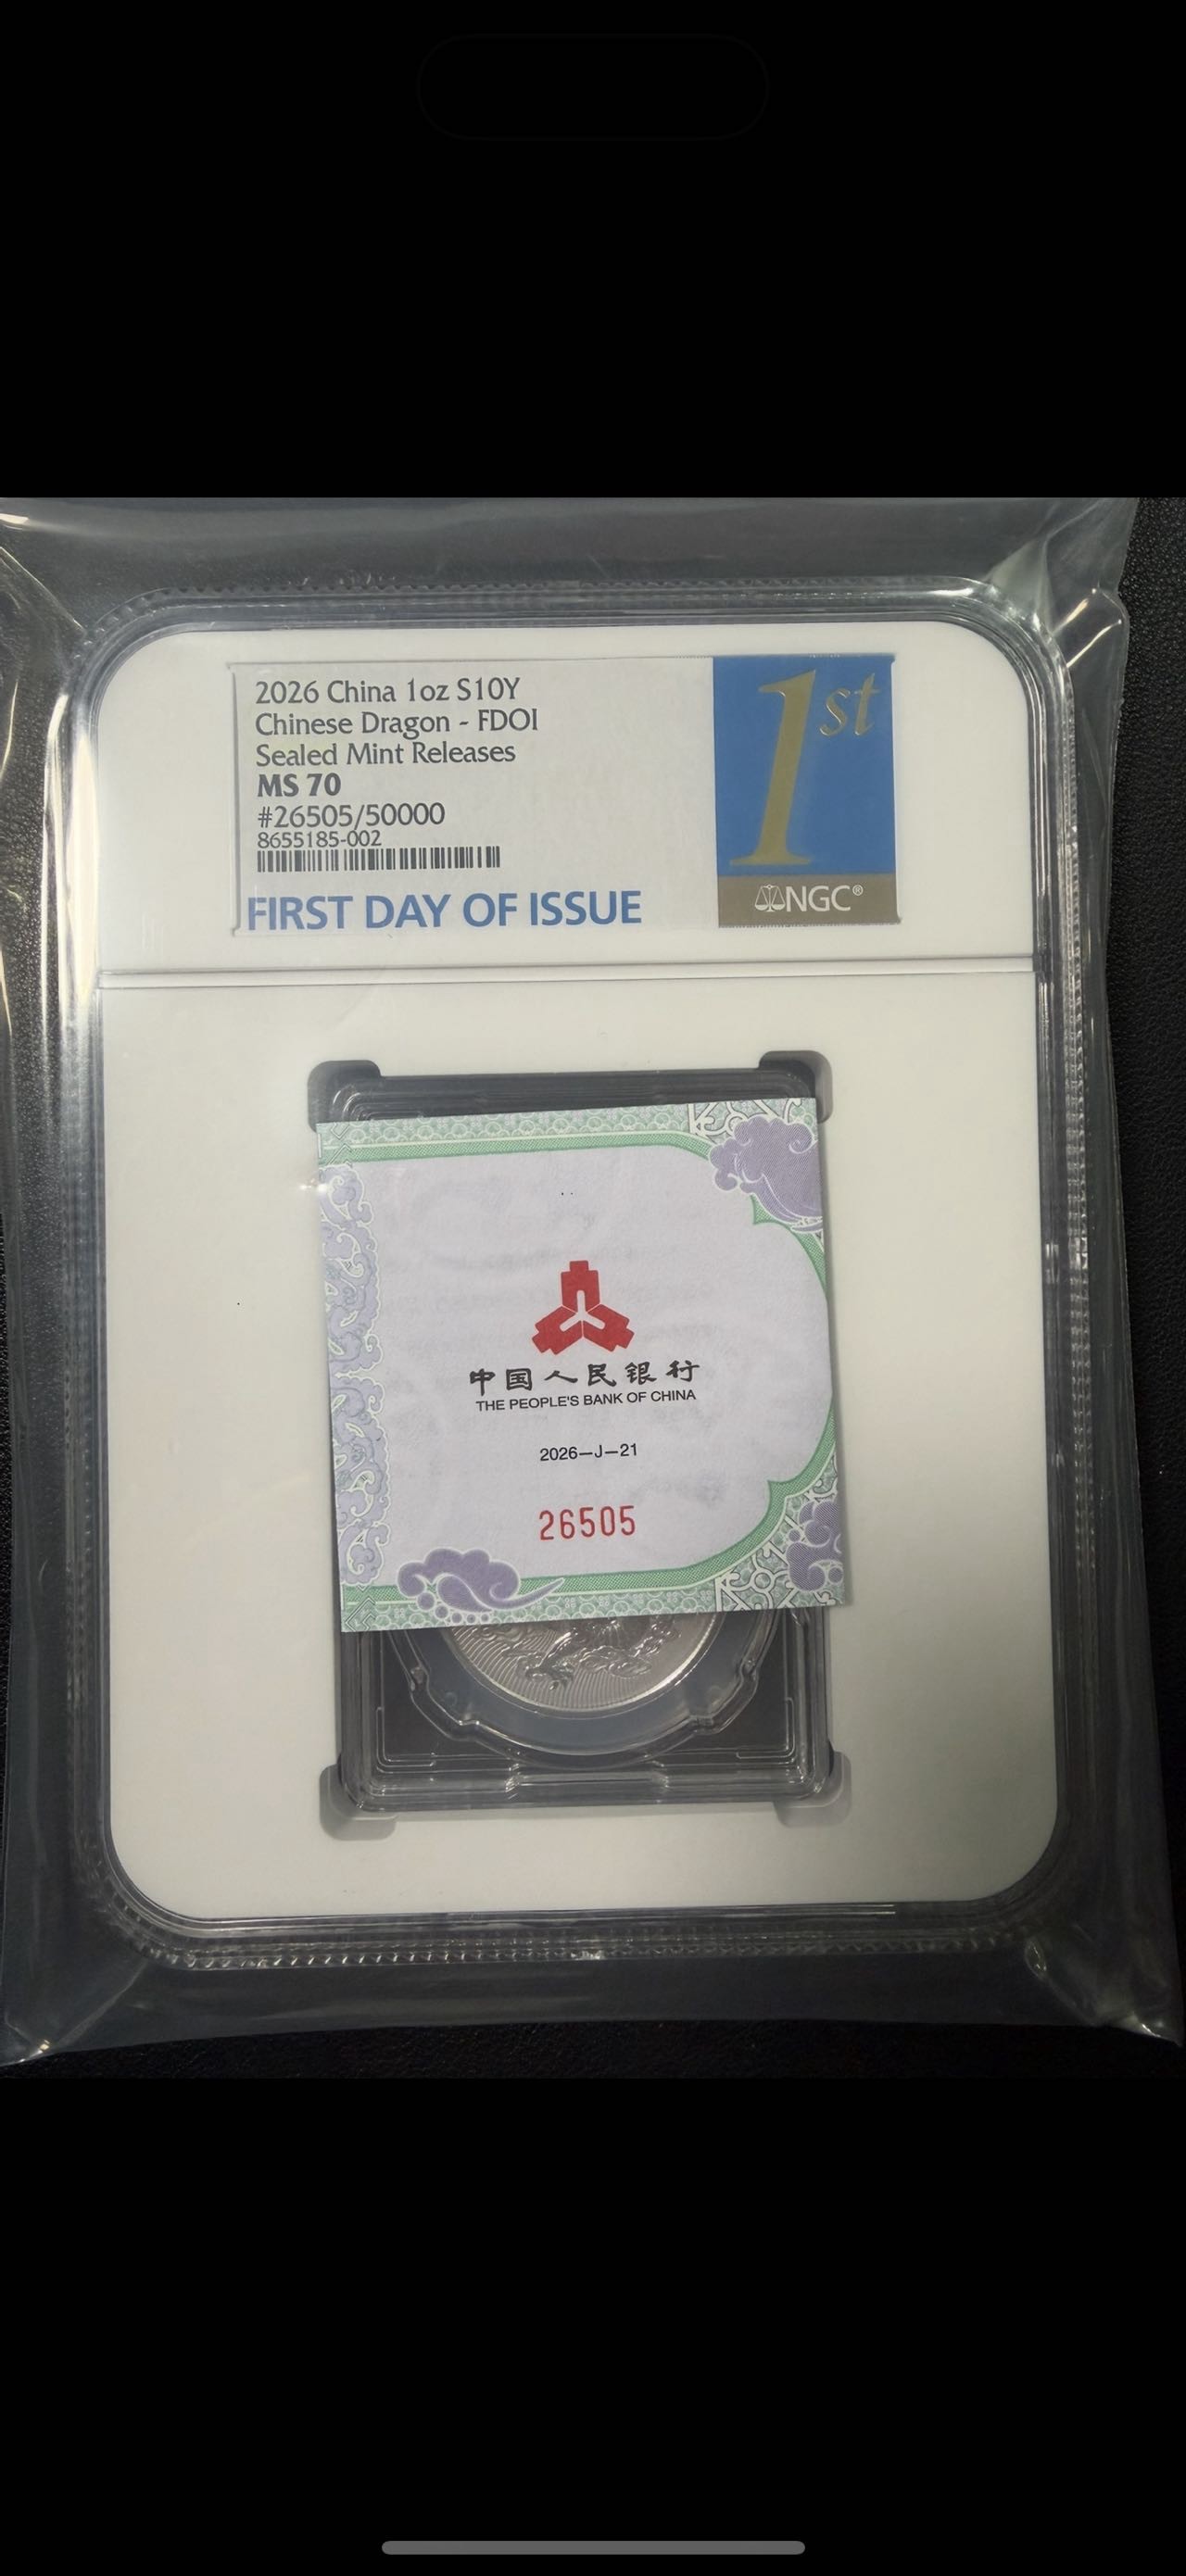 2026 China 1oz S10Y
Chinese Dragon - FDOI
Sealed Mint Releases
MS 70
#26505/50000
8655185-002
FIRST DAY OF ISSUE
1st
NGC®
中国人民银行
THE PEOPLE'S BANK OF CHINA
2026-J-21
26505